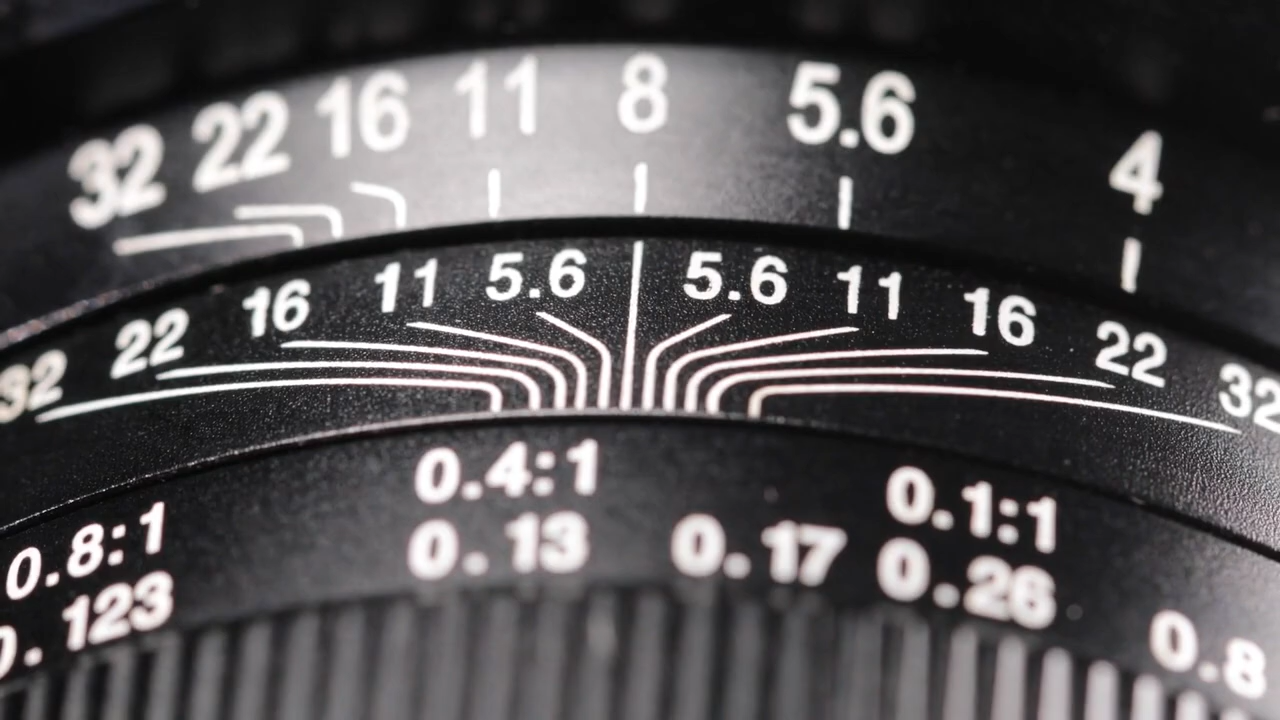 32 22 16 11 8 5.6 4
32 22 16 11 5.6 5.6 11 16 22 32
0.8:1 0.4:1 0.1:1
0.123 0.13 0.17 0.26 0.8